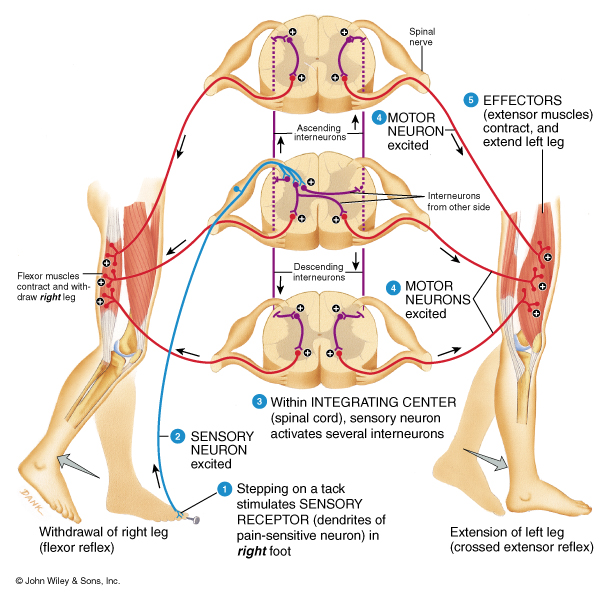 Spinal
nerve
4 MOTOR
NEURON
excited
5 EFFECTORS
(extensor muscles)
contract, and
extend left leg
Ascending
interneurons
Interneurons
from other side
Flexor muscles
contract and with-
draw right leg
Descending
interneurons
4 MOTOR
NEURONS
excited
3 Within INTEGRATING CENTER
(spinal cord), sensory neuron
activates several interneurons
2 SENSORY
NEURON
excited
1 Stepping on a tack
stimulates SENSORY
RECEPTOR (dendrites of
pain-sensitive neuron) in
right foot
DANK
Withdrawal of right leg
(flexor reflex)
Extension of left leg
(crossed extensor reflex)
© John Wiley & Sons, Inc.